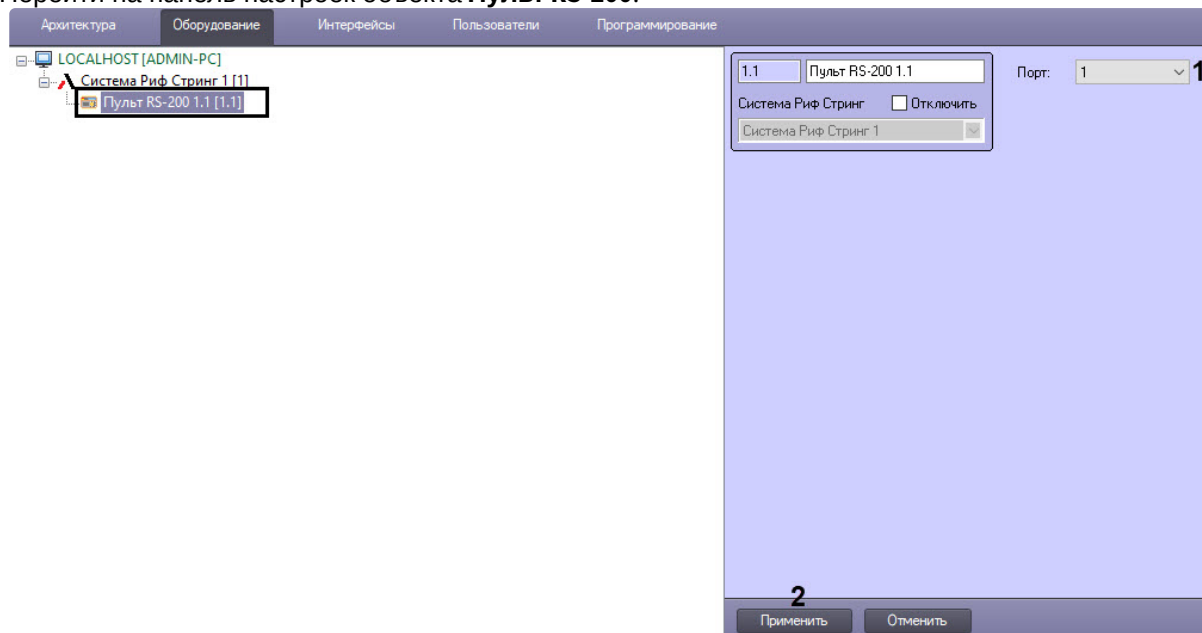 Перейти на панель настроек объекта Пульт RS-200.
Архитектура Оборудование Интерфейсы Пользователи Программирование
LOCALHOST [ADMIN-PC]
Система Риф Стринг 1 [1]
Пульт RS-200 1.1 [1.1]
1.1 Пульт RS-200 1.1 Порт: 1 1
Система Риф Стринг Отключить
Система Риф Стринг 1
2
Применить Отменить